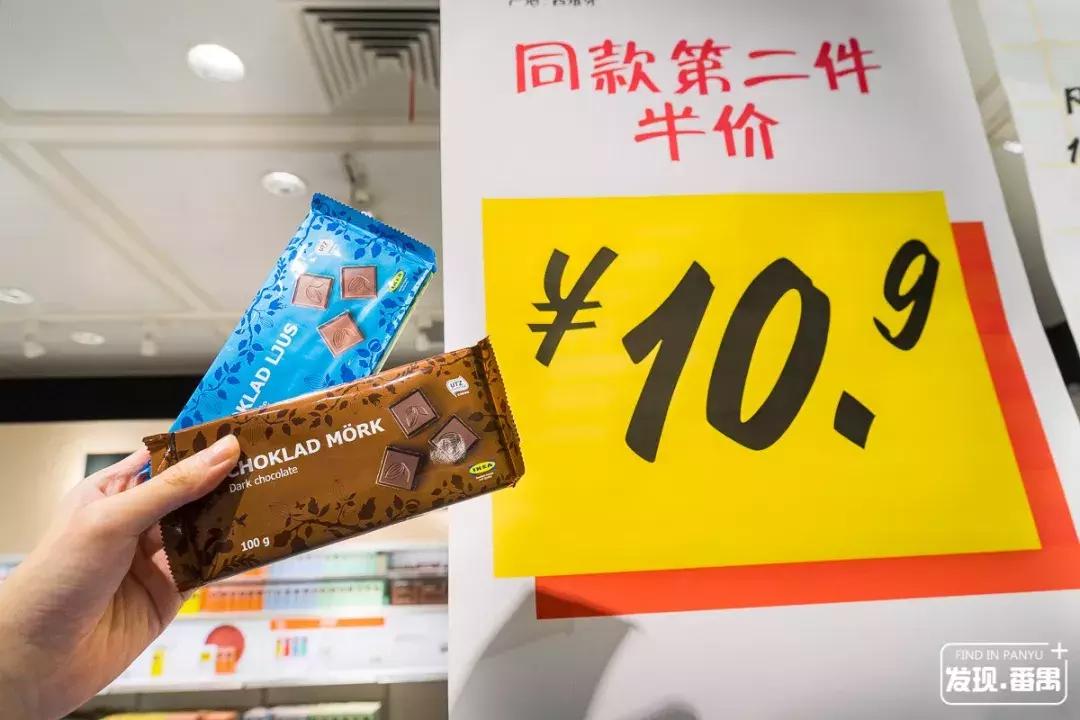 同款第二件
半价
¥10.9
UTZ
IKEA
KLAD LJUS
UTZ
CHOKLAD MÖRK
Dark chocolate
IKEA
100 g
FIND IN PANYU
发现·番禺